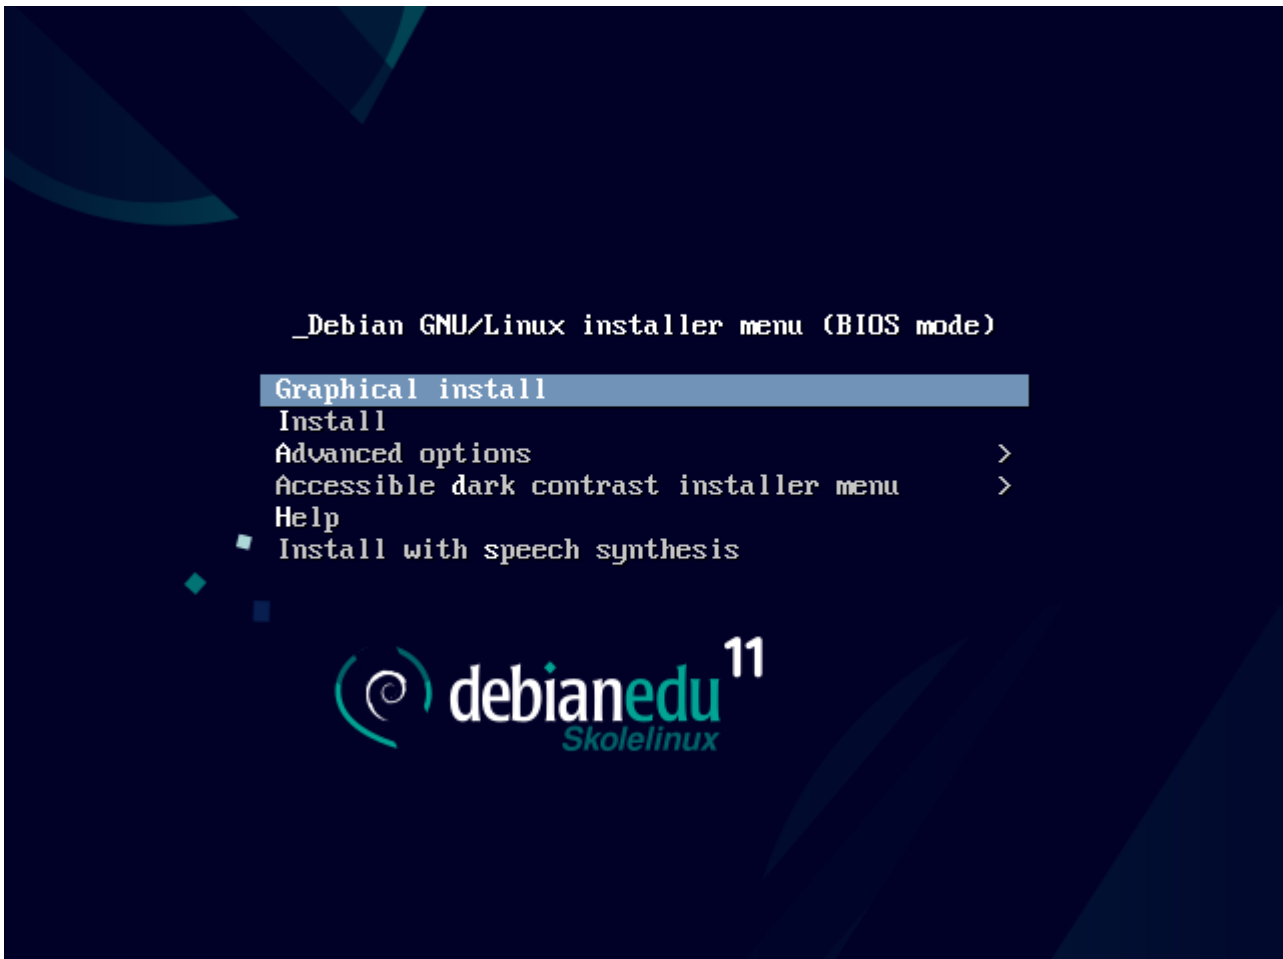 _Debian GNU/Linux installer menu (BIOS mode)
Graphical install
Install
Advanced options >
Accessible dark contrast installer menu >
Help
Install with speech synthesis
debianedu 11
Skolelinux